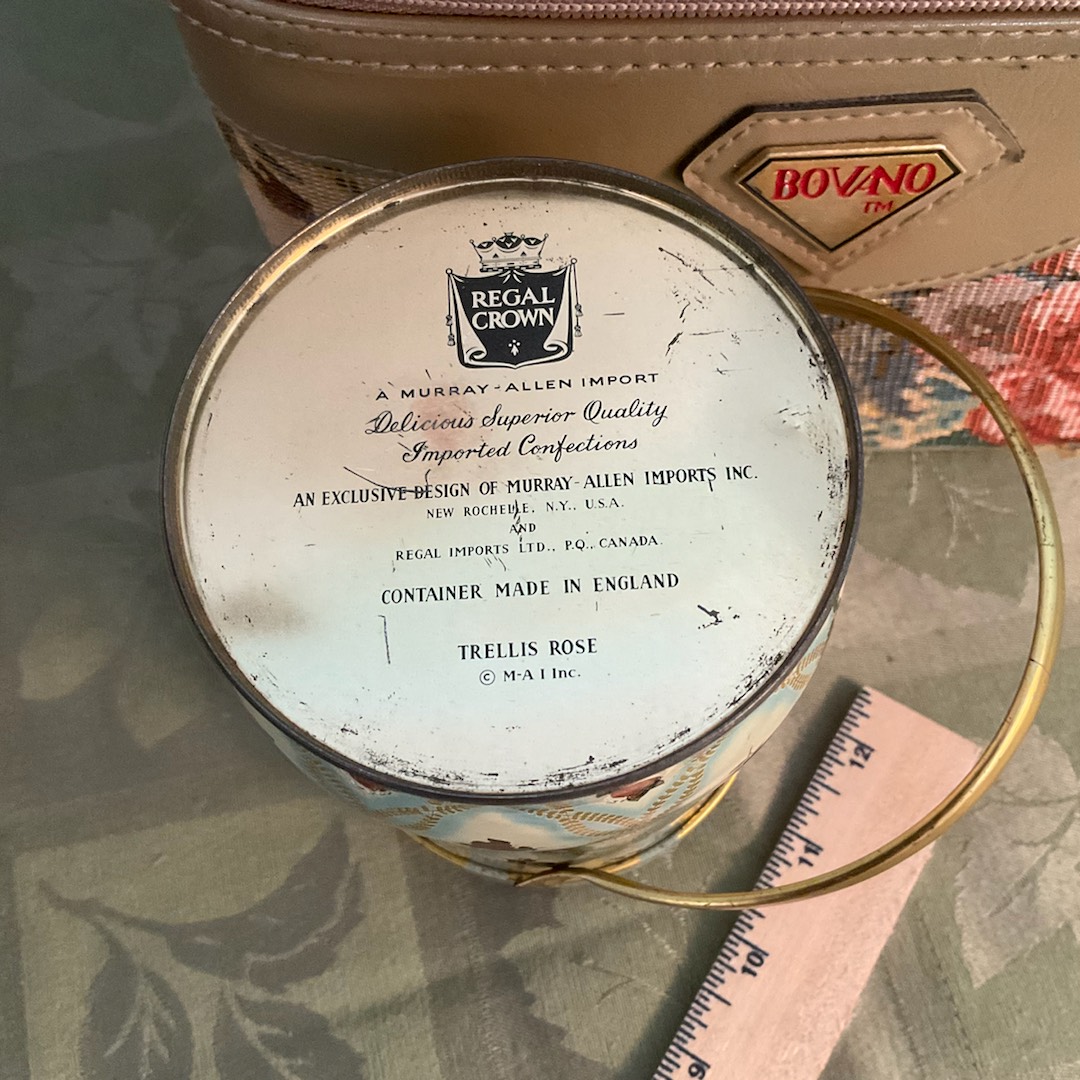 BOVANO
TM
REGAL
CROWN
A MURRAY-ALLEN IMPORT
Delicious Superior Quality
Imported Confections
AN EXCLUSIVE DESIGN OF MURRAY-ALLEN IMPORTS INC.
NEW ROCHELLE, N.Y., U.S.A.
AND
REGAL IMPORTS LTD., P.Q., CANADA.
CONTAINER MADE IN ENGLAND
TRELLIS ROSE
© M-A I Inc.
12
11
10
9